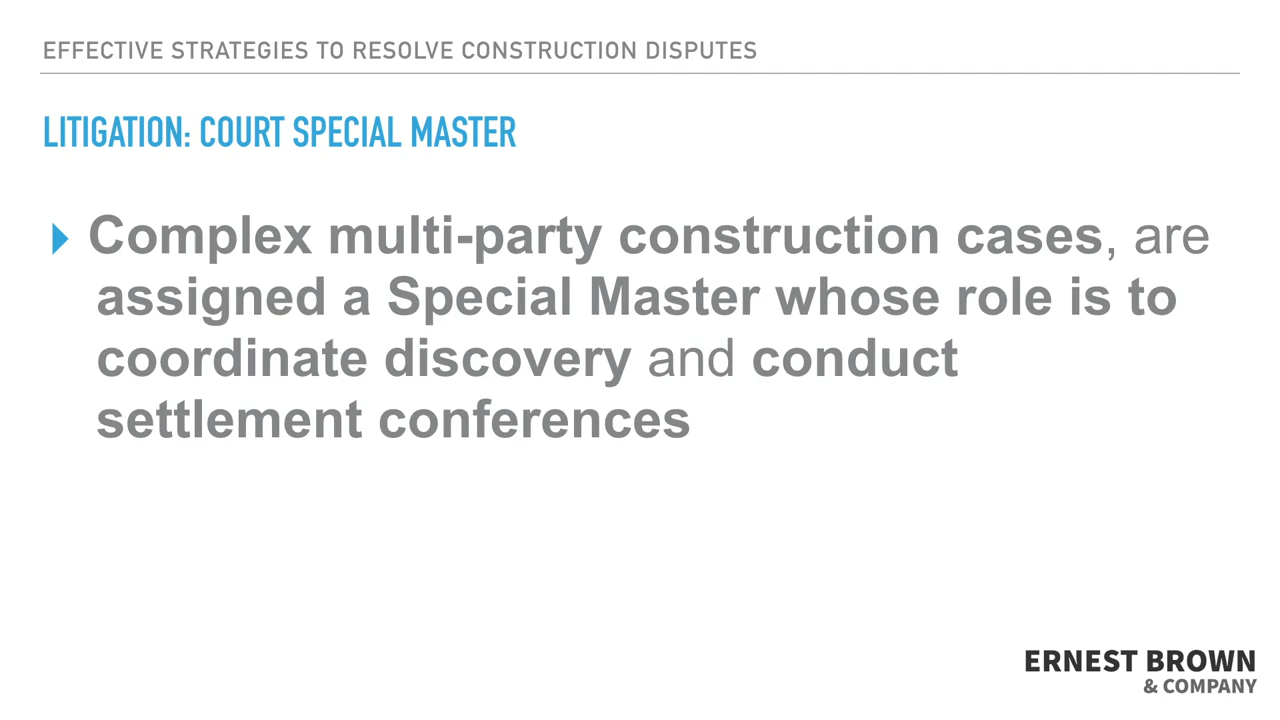 EFFECTIVE STRATEGIES TO RESOLVE CONSTRUCTION DISPUTES
LITIGATION: COURT SPECIAL MASTER
Complex multi-party construction cases, are
assigned a Special Master whose role is to
coordinate discovery and conduct
settlement conferences
ERNEST BROWN
& COMPANY